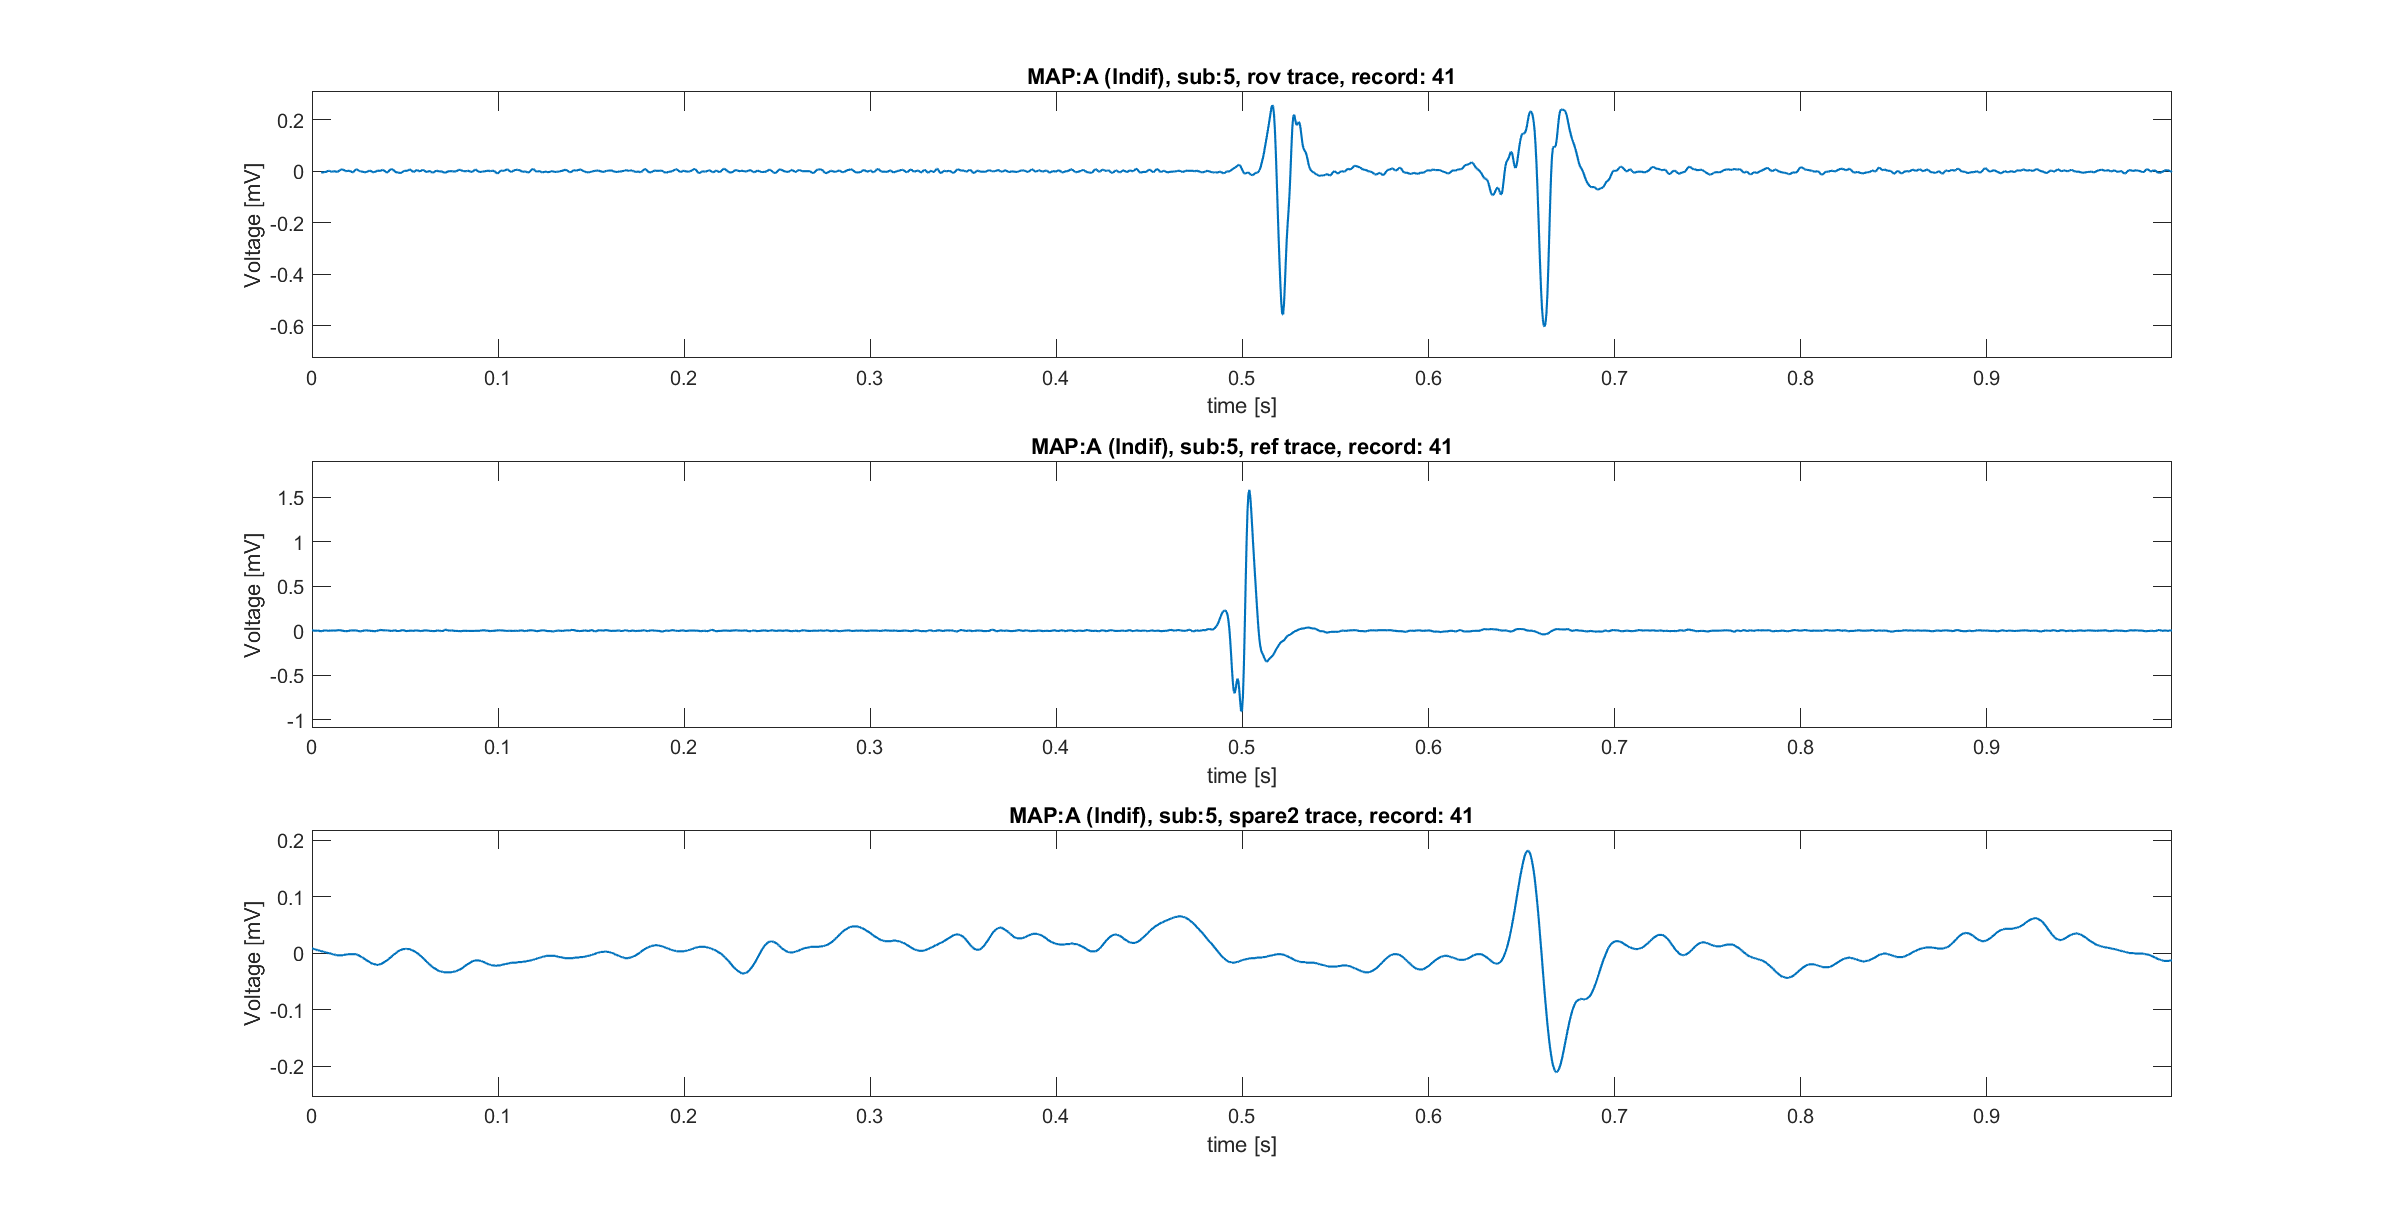 MAP:A (Indif), sub:5, rov trace, record: 41
Voltage [mV]
0.2
0
-0.2
-0.4
-0.6
0 0.1 0.2 0.3 0.4 0.5 0.6 0.7 0.8 0.9
time [s]
MAP:A (Indif), sub:5, ref trace, record: 41
Voltage [mV]
1.5
1
0.5
0
-0.5
-1
0 0.1 0.2 0.3 0.4 0.5 0.6 0.7 0.8 0.9
time [s]
MAP:A (Indif), sub:5, spare2 trace, record: 41
Voltage [mV]
0.2
0.1
0
-0.1
-0.2
0 0.1 0.2 0.3 0.4 0.5 0.6 0.7 0.8 0.9
time [s]